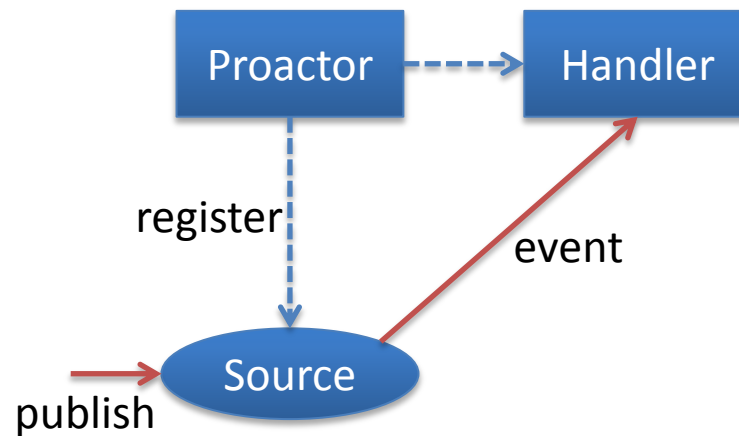 Proactor
Handler
register
event
Source
publish